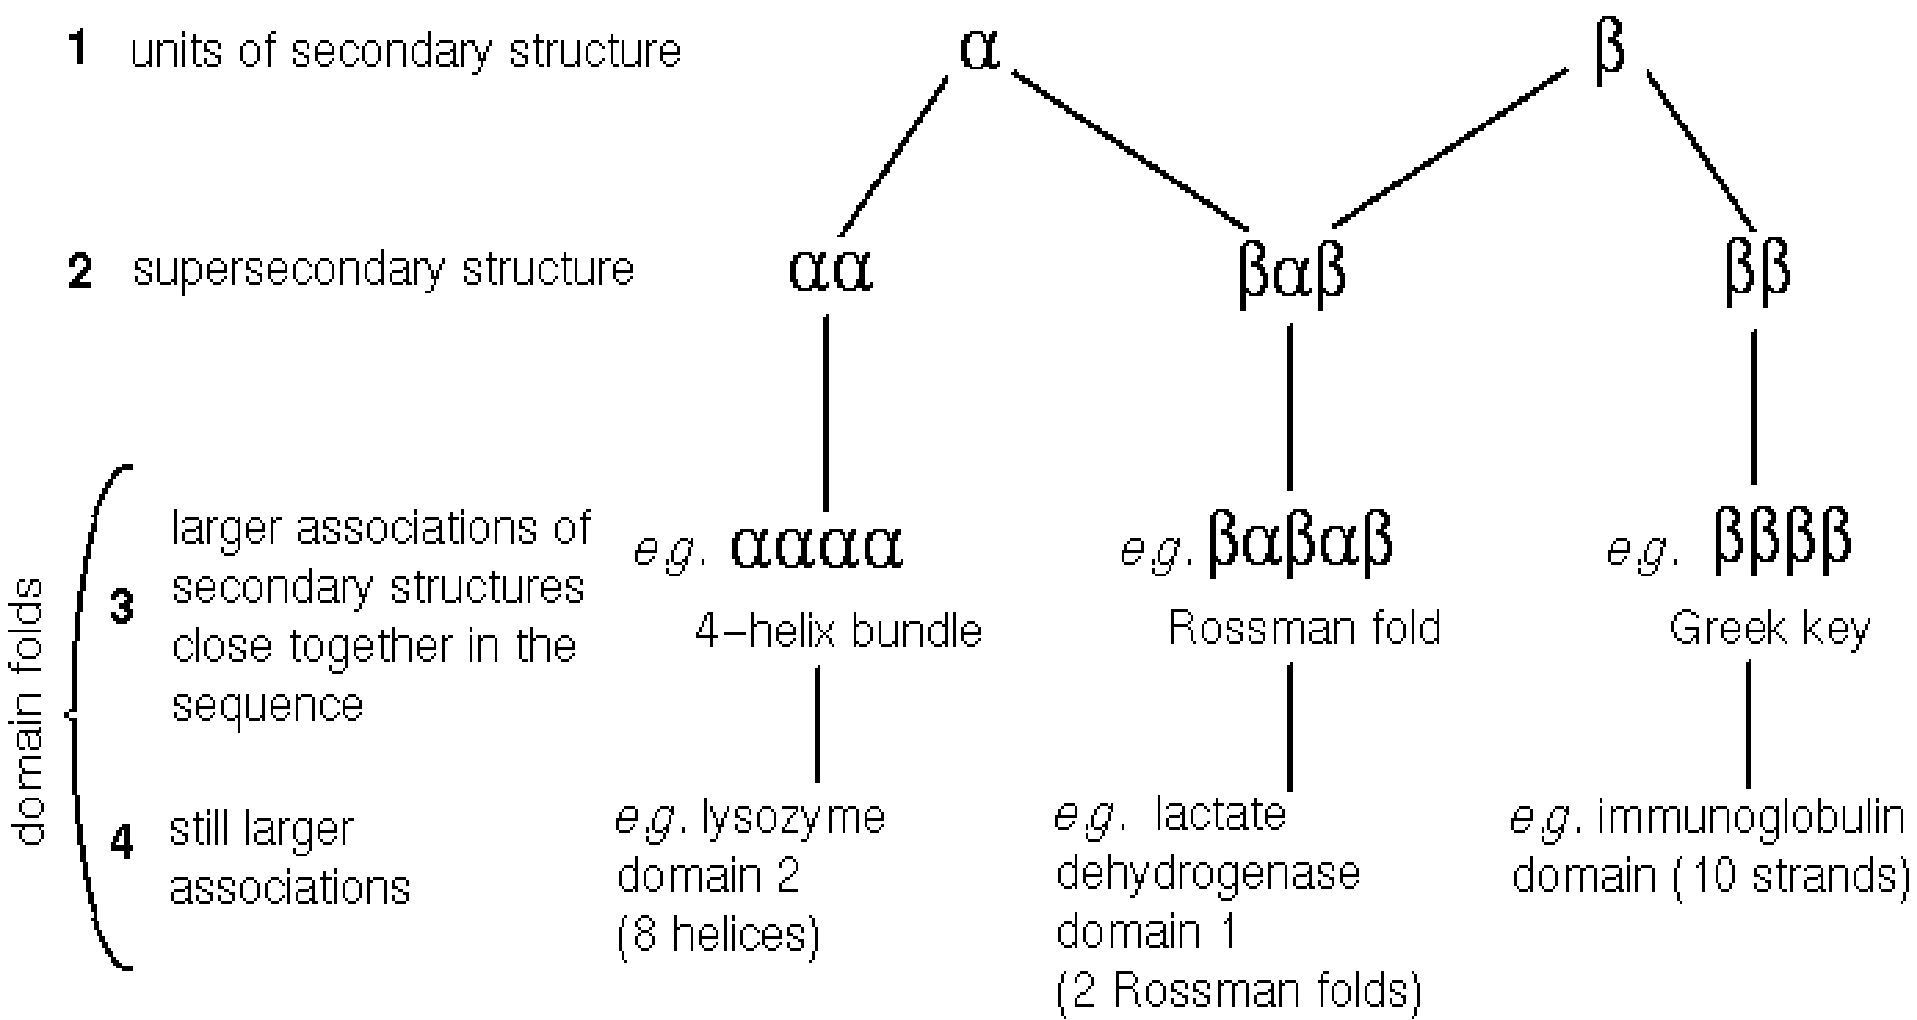 1 units of secondary structure α β
2 supersecondary structure αα βαβ ββ
domain folds
3 larger associations of
secondary structures
close together in the
sequence
e.g. αααα
4–helix bundle
e.g. βαβαβ
Rossman fold
e.g. ββββ
Greek key
4 still larger
associations
e.g. lysozyme
domain 2
(8 helices)
e.g. lactate
dehydrogenase
domain 1
(2 Rossman folds)
e.g. immunoglobulin
domain (10 strands)